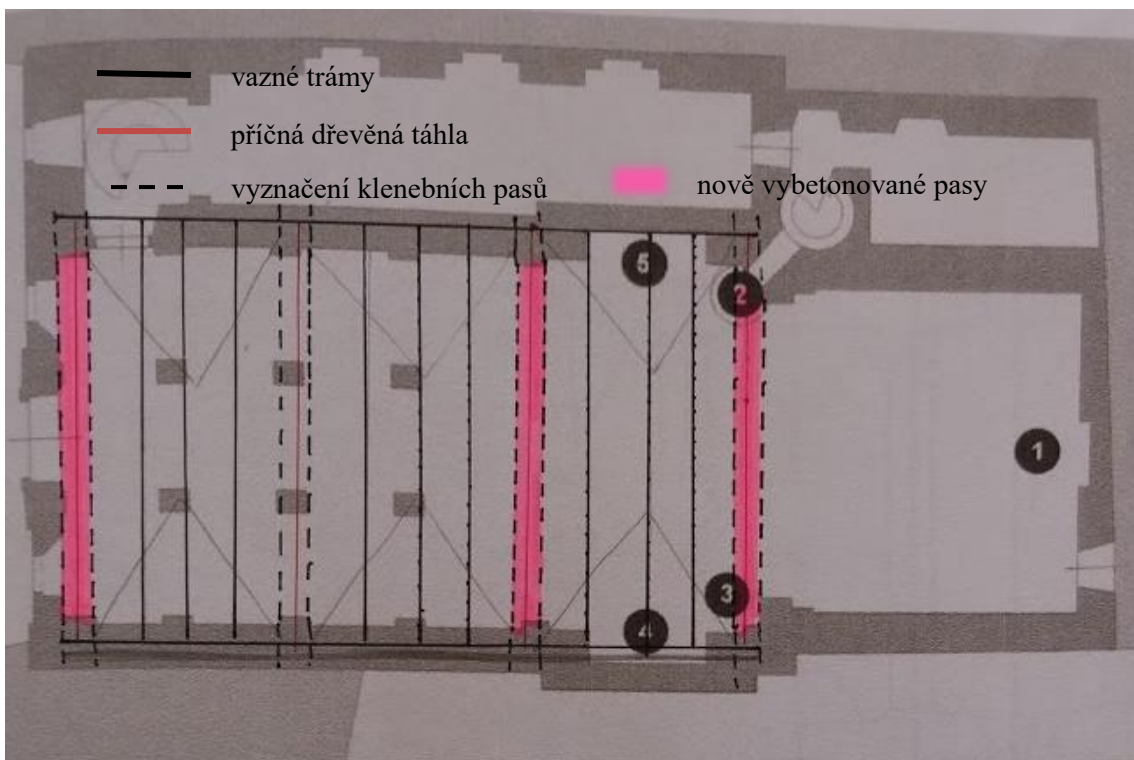 vazné trámy
příčná dřevěná táhla
vyznačení klenebních pasů
nově vybetonované pasy
5
2
1
3
4